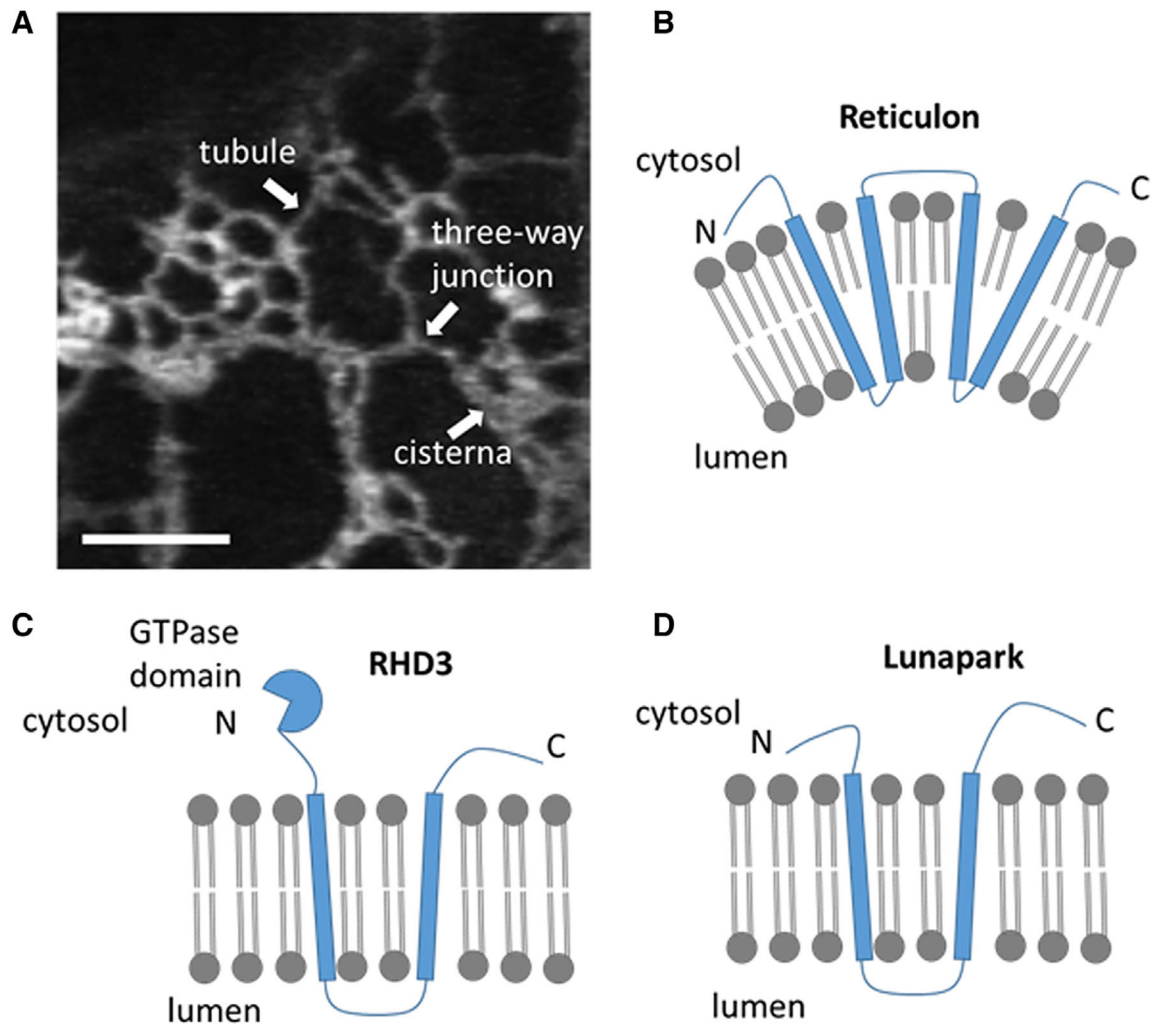 A
tubule
three-way
junction
cisterna
B
Reticulon
cytosol
N
C
lumen
C
GTPase
domain
RHD3
cytosol
N
C
lumen
D
Lunapark
cytosol
N
C
lumen